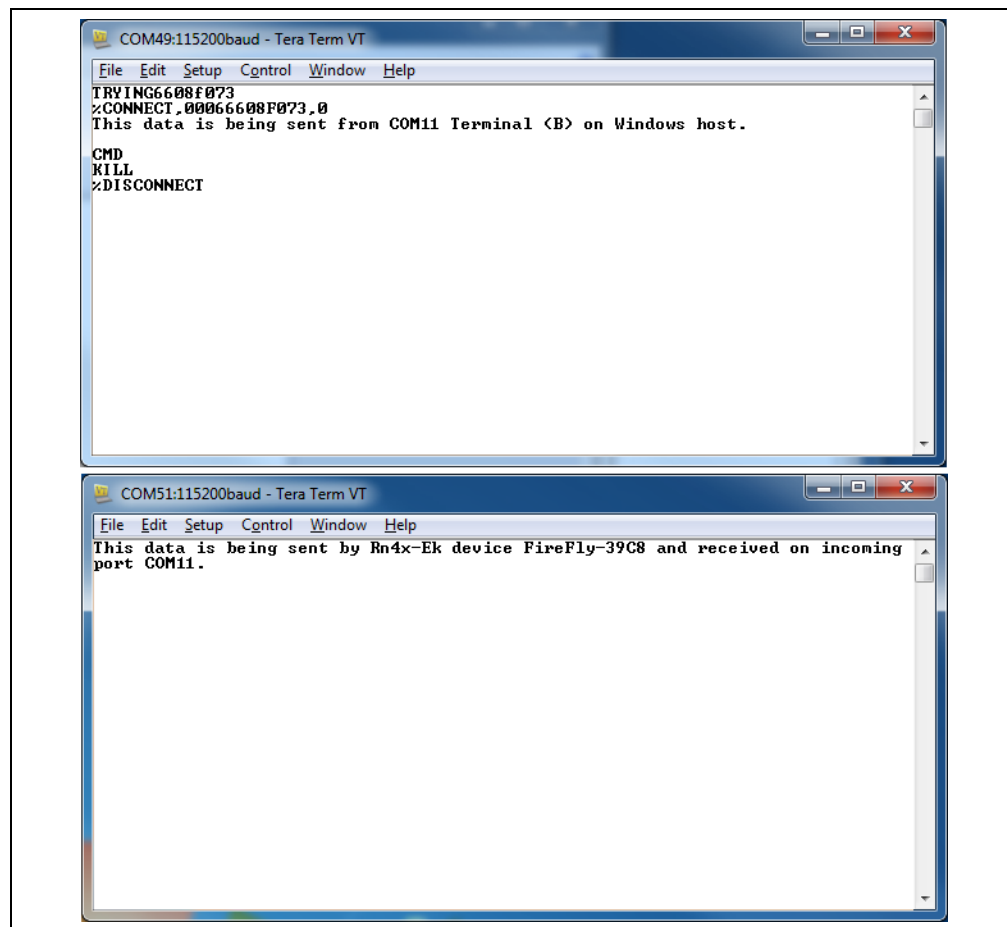 COM49:115200baud - Tera Term VT
File Edit Setup Control Window Help
TRYING6608f073
%CONNECT,00066608F073,0
This data is being sent from COM11 Terminal (B) on Windows host.
CMD
KILL
%DISCONNECT
COM51:115200baud - Tera Term VT
File Edit Setup Control Window Help
This data is being sent by Rn4x-Ek device FireFly-39C8 and received on incoming
port COM11.